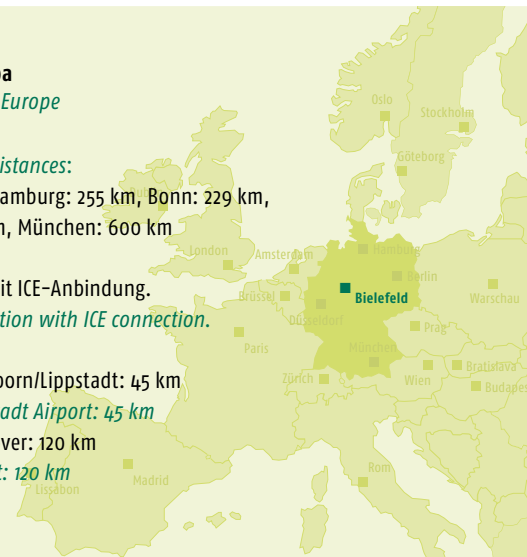 pa
Europe
istances:
amburg: 255 km, Bonn: 229 km,
n, München: 600 km
it ICE-Anbindung.
tion with ICE connection.
born/Lippstadt: 45 km
adt Airport: 45 km
ver: 120 km
t: 120 km
Oslo
Stockholm
Göteborg
London
Amsterdam
Hamburg
Berlin
Bielefeld
Brüssel
Düsseldorf
Warschau
Prag
Paris
München
Zürich
Wien
Bratislava
Budapes
Rom
Madrid
Lissabon